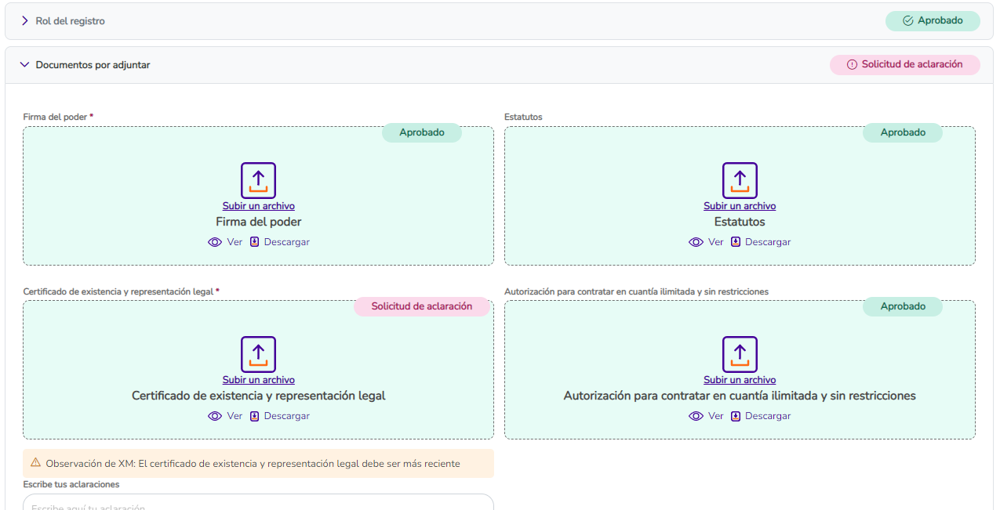 Rol del registro
Aprobado
Documentos por adjuntar
Solicitud de aclaración
Firma del poder *
Estatutos
Aprobado
Aprobado
Subir un archivo
Firma del poder
Ver Descargar
Subir un archivo
Estatutos
Ver Descargar
Certificado de existencia y representación legal *
Autorización para contratar en cuantía ilimitada y sin restricciones
Solicitud de aclaración
Aprobado
Subir un archivo
Certificado de existencia y representación legal
Ver Descargar
Subir un archivo
Autorización para contratar en cuantía ilimitada y sin restricciones
Ver Descargar
Observación de XM: El certificado de existencia y representación legal debe ser más reciente
Escribe tus aclaraciones
Escribe aquí tu aclaración